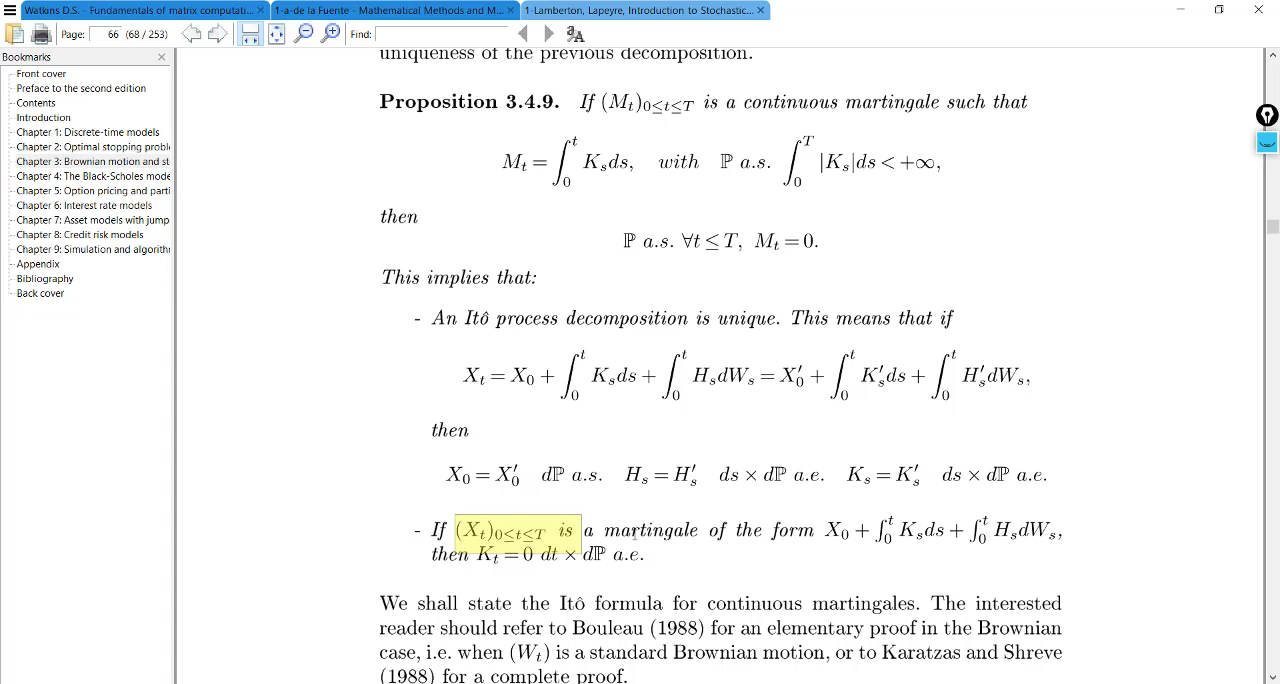 Watkins D.S. - Fundamentals of matrix computati...
1-a-de la Fuente - Mathematical Methods and M...
1-Lamberton, Lapeyre, Introduction to Stochastic...
Page: 66 (68 / 253) Find:
Bookmarks
Front cover
Preface to the second edition
Contents
Introduction
Chapter 1: Discrete-time models
Chapter 2: Optimal stopping proble
Chapter 3: Brownian motion and st
Chapter 4: The Black-Scholes mode
Chapter 5: Option pricing and parti
Chapter 6: Interest rate models
Chapter 7: Asset models with jump
Chapter 8: Credit risk models
Chapter 9: Simulation and algorithm
Appendix
Bibliography
Back cover
uniqueness of the previous decomposition.
Proposition 3.4.9. If (M_t)_{0≤t≤T} is a continuous martingale such that
M_t = ∫_0^t K_s ds, with ℙ a.s. ∫_0^T |K_s| ds < +∞,
then
ℙ a.s. ∀t ≤ T, M_t = 0.
This implies that:
- An Itô process decomposition is unique. This means that if
X_t = X_0 + ∫_0^t K_s ds + ∫_0^t H_s dW_s = X′_0 + ∫_0^t K′_s ds + ∫_0^t H′_s dW_s,
then
X_0 = X′_0 dℙ a.s. H_s = H′_s ds × dℙ a.e. K_s = K′_s ds × dℙ a.e.
- If (X_t)_{0≤t≤T} is a martingale of the form X_0 + ∫_0^t K_s ds + ∫_0^t H_s dW_s,
then K_t = 0 dt × dℙ a.e.
We shall state the Itô formula for continuous martingales. The interested
reader should refer to Bouleau (1988) for an elementary proof in the Brownian
case, i.e. when (W_t) is a standard Brownian motion, or to Karatzas and Shreve
(1988) for a complete proof.